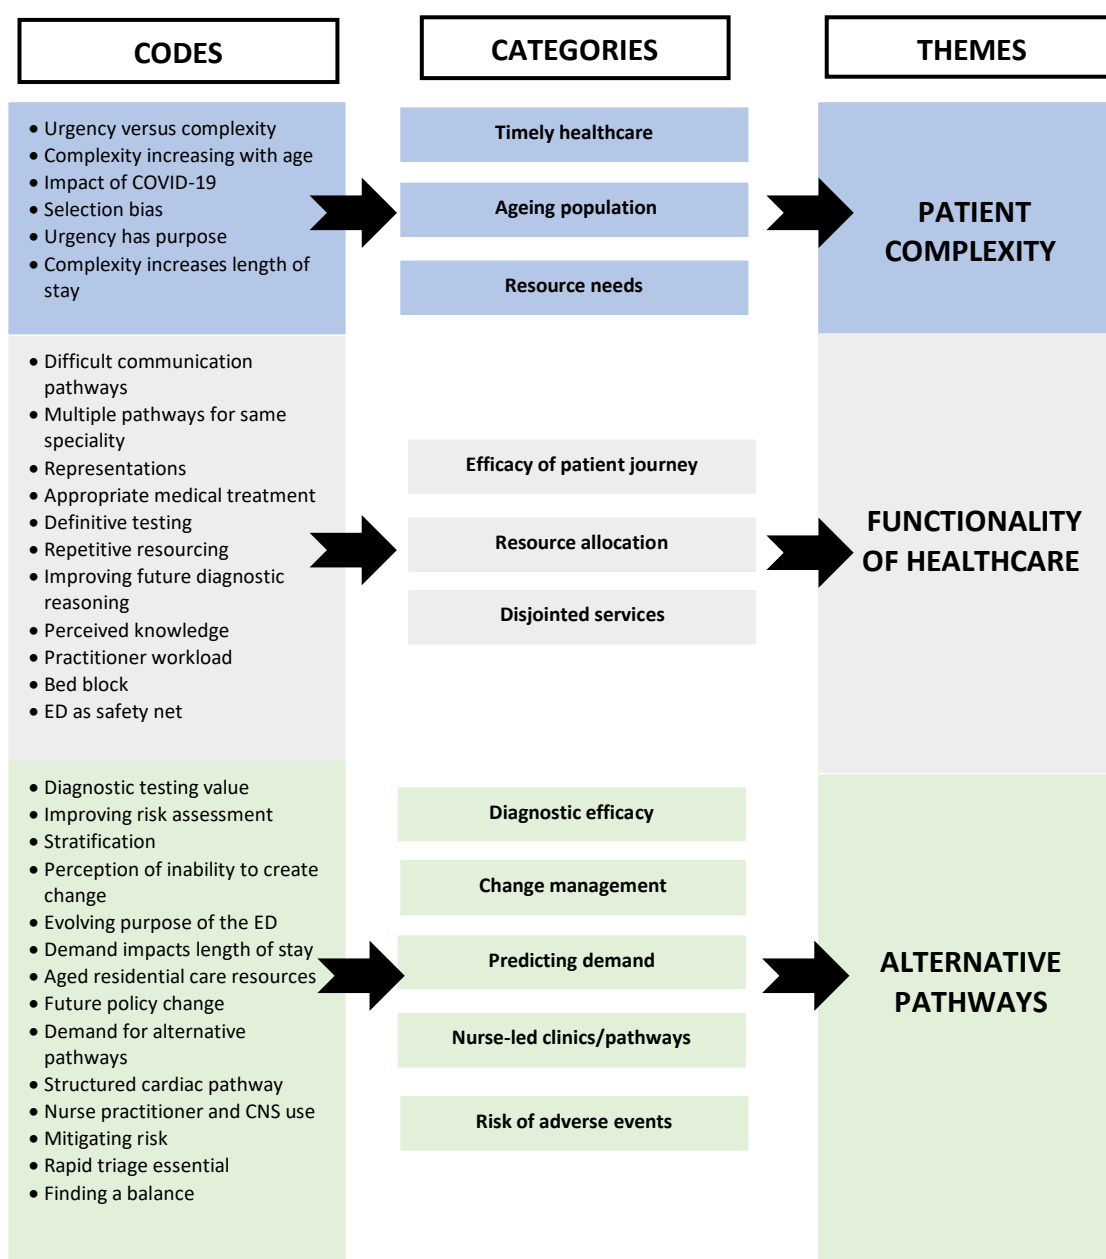 CODES
CATEGORIES
THEMES
• Urgency versus complexity
• Complexity increasing with age
• Impact of COVID-19
• Selection bias
• Urgency has purpose
• Complexity increases length of
stay
Timely healthcare
Ageing population
Resource needs
PATIENT
COMPLEXITY
• Difficult communication
pathways
• Multiple pathways for same
speciality
• Representations
• Appropriate medical treatment
• Definitive testing
• Repetitive resourcing
• Improving future diagnostic
reasoning
• Perceived knowledge
• Practitioner workload
• Bed block
• ED as safety net
Efficacy of patient journey
Resource allocation
Disjointed services
FUNCTIONALITY
OF HEALTHCARE
• Diagnostic testing value
• Improving risk assessment
• Stratification
• Perception of inability to create
change
• Evolving purpose of the ED
• Demand impacts length of stay
• Aged residential care resources
• Future policy change
• Demand for alternative
pathways
• Structured cardiac pathway
• Nurse practitioner and CNS use
• Mitigating risk
• Rapid triage essential
• Finding a balance
Diagnostic efficacy
Change management
Predicting demand
Nurse-led clinics/pathways
Risk of adverse events
ALTERNATIVE
PATHWAYS